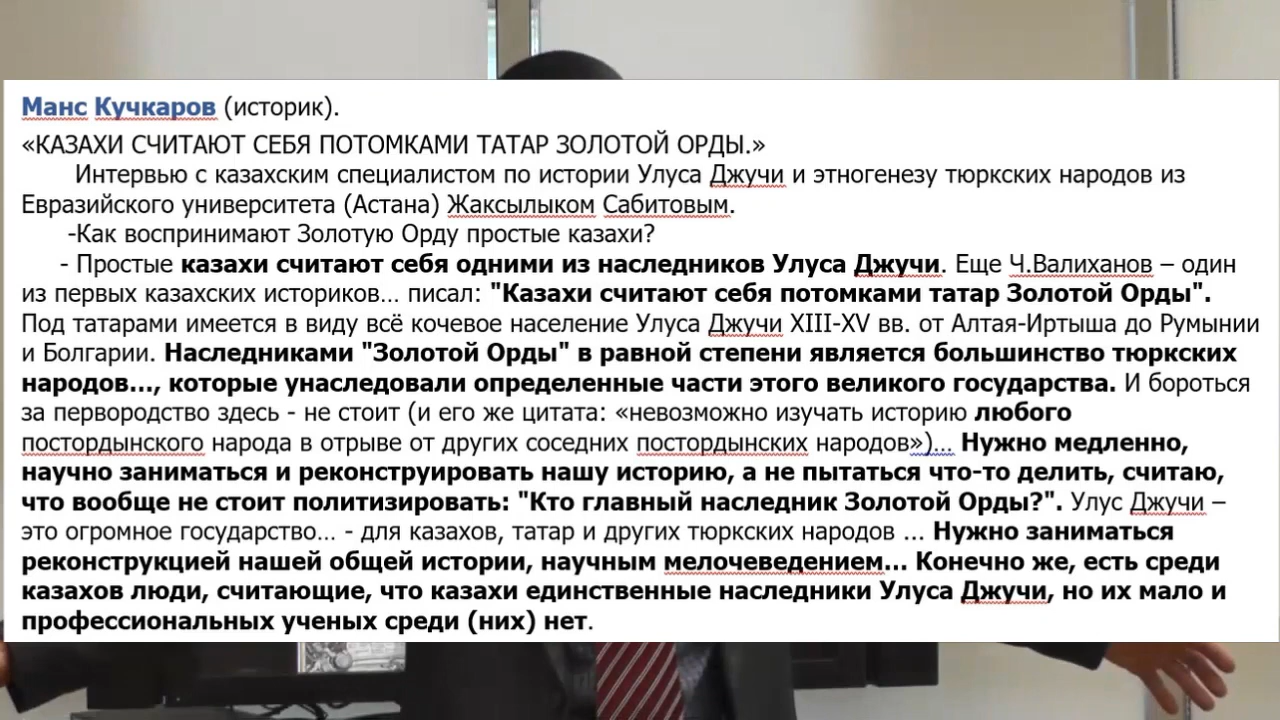 Манс Кучкаров (историк).
«КАЗАХИ СЧИТАЮТ СЕБЯ ПОТОМКАМИ ТАТАР ЗОЛОТОЙ ОРДЫ.»
Интервью с казахским специалистом по истории Улуса Джучи и этногенезу тюркских народов из
Евразийского университета (Астана) Жаксылыком Сабитовым.
-Как воспринимают Золотую Орду простые казахи?
- Простые казахи считают себя одними из наследников Улуса Джучи. Еще Ч.Валиханов – один
из первых казахских историков… писал: "Казахи считают себя потомками татар Золотой Орды".
Под татарами имеется в виду всё кочевое население Улуса Джучи XIII-XV вв. от Алтая-Иртыша до Румынии
и Болгарии. Наследниками "Золотой Орды" в равной степени является большинство тюркских
народов…, которые унаследовали определенные части этого великого государства. И бороться
за первородство здесь - не стоит (и его же цитата: «невозможно изучать историю любого
постордынского народа в отрыве от других соседних постордынских народов»)… Нужно медленно,
научно заниматься и реконструировать нашу историю, а не пытаться что-то делить, считаю,
что вообще не стоит политизировать: "Кто главный наследник Золотой Орды?". Улус Джучи –
это огромное государство… - для казахов, татар и других тюркских народов … Нужно заниматься
реконструкцией нашей общей истории, научным мелочеведением… Конечно же, есть среди
казахов люди, считающие, что казахи единственные наследники Улуса Джучи, но их мало и
профессиональных ученых среди (них) нет.